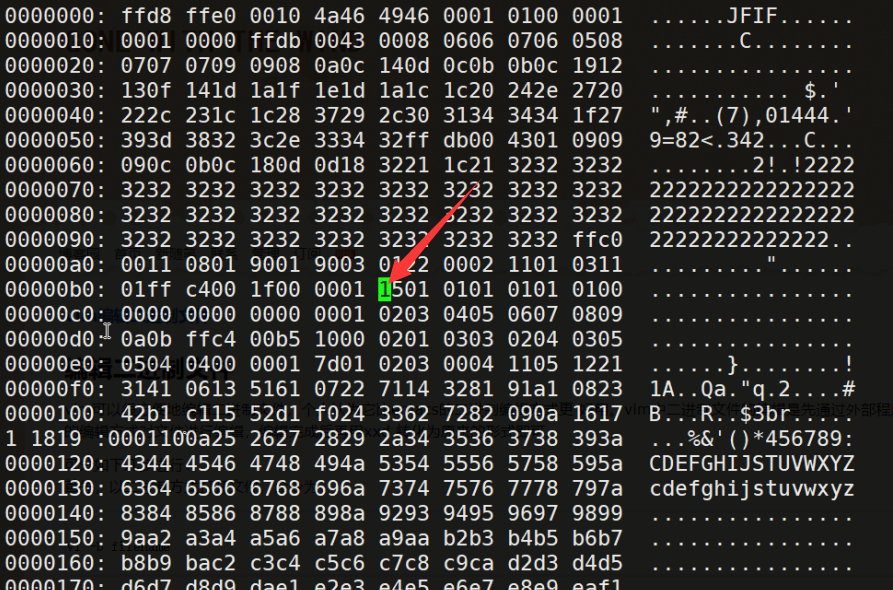 0000000: ffd8 ffe0 0010 4a46 4946 0001 0100 0001 ......JFIF......
0000010: 0001 0000 ffdb 0043 0008 0606 0706 0508 .......C........
0000020: 0707 0709 0908 0a0c 140d 0c0b 0b0c 1912 ................
0000030: 130f 141d 1a1f 1e1d 1a1c 1c20 242e 2720 ........... $.'
0000040: 222c 231c 1c28 3729 2c30 3134 3434 1f27 ",#..(7),01444.'
0000050: 393d 3832 3c2e 3334 32ff db00 4301 0909 9=82<.342...C...
0000060: 090c 0b0c 180d 0d18 3221 1c21 3232 3232 ........2!.!2222
0000070: 3232 3232 3232 3232 3232 3232 3232 3232 2222222222222222
0000080: 3232 3232 3232 3232 3232 3232 3232 3232 2222222222222222
0000090: 3232 3232 3232 3232 3232 3232 3232 ffc0 22222222222222..
00000a0: 0011 0801 9001 9003 0122 0002 1101 0311 ........."......
00000b0: 01ff c400 1f00 0001 1501 0101 0101 0100 ................
00000c0: 0000 0000 0000 0001 0203 0405 0607 0809 ................
00000d0: 0a0b ffc4 00b5 1000 0201 0303 0204 0305 ................
00000e0: 0504 0400 0001 7d01 0203 0004 1105 1221 ......}........!
00000f0: 3141 0613 5161 0722 7114 3281 91a1 0823 1A..Qa."q.2....#
0000100: 42b1 c115 52d1 f024 3362 7282 090a 1617 B...R..$3br.....
1 1819 :0001100a25 2627 2829 2a34 3536 3738 393a ...%&'()*456789:
0000120: 4344 4546 4748 494a 5354 5556 5758 595a CDEFGHIJSTUVWXYZ
0000130: 6364 6566 6768 696a 7374 7576 7778 797a cdefghijstuvwxyz
0000140: 8384 8586 8788 898a 9293 9495 9697 9899 ................
0000150: 9aa2 a3a4 a5a6 a7a8 a9aa b2b3 b4b5 b6b7 ................
0000160: b8b9 bac2 c3c4 c5c6 c7c8 c9ca d2d3 d4d5 ................
0000170: d6d7 d8d9 dae1 e2e3 e4e5 e6e7 e8e9 eaf1